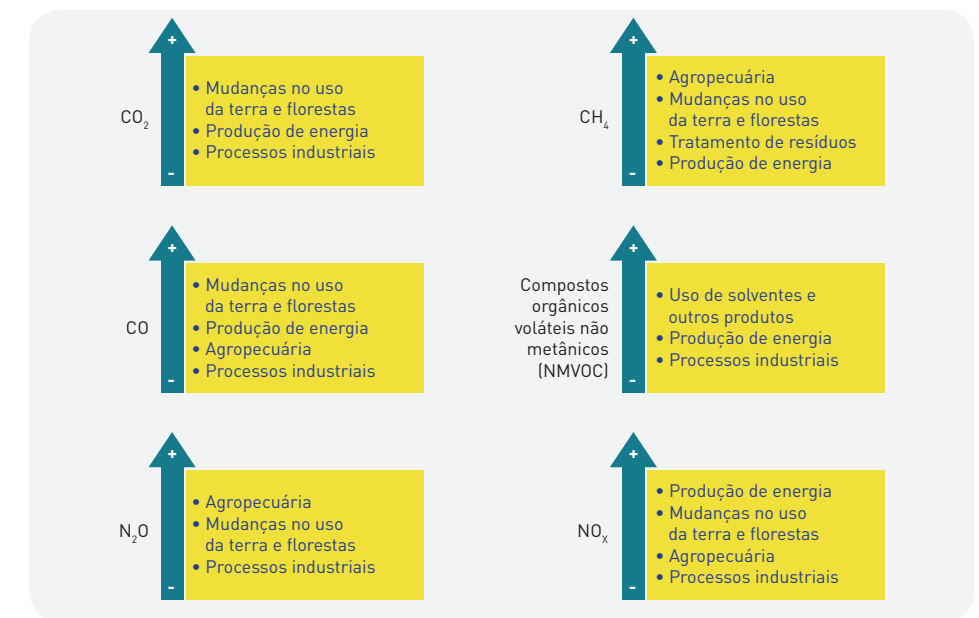 +
CO₂
• Mudanças no uso
da terra e florestas
• Produção de energia
• Processos industriais
-
+
CH₄
• Agropecuária
• Mudanças no uso
da terra e florestas
• Tratamento de resíduos
• Produção de energia
-
+
CO
• Mudanças no uso
da terra e florestas
• Produção de energia
• Agropecuária
• Processos industriais
-
+
Compostos
orgânicos
voláteis não
metânicos
(NMVOC)
• Uso de solventes e
outros produtos
• Produção de energia
• Processos industriais
-
+
N₂O
• Agropecuária
• Mudanças no uso
da terra e florestas
• Processos industriais
-
+
NOₓ
• Produção de energia
• Mudanças no uso
da terra e florestas
• Agropecuária
• Processos industriais
-